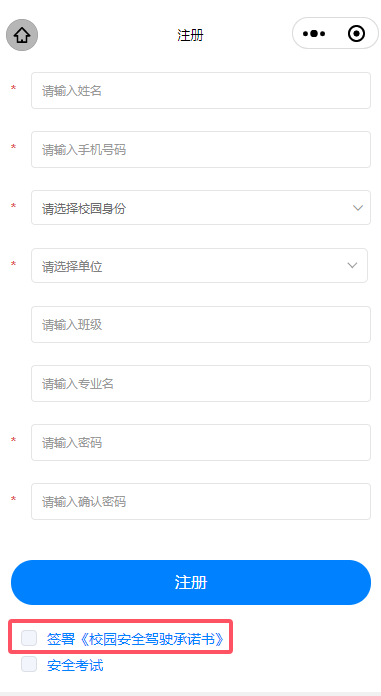 注册
* 请输入姓名
* 请输入手机号码
* 请选择校园身份
* 请选择单位
请输入班级
请输入专业名
* 请输入密码
* 请输入确认密码
注册
签署《校园安全驾驶承诺书》
安全考试